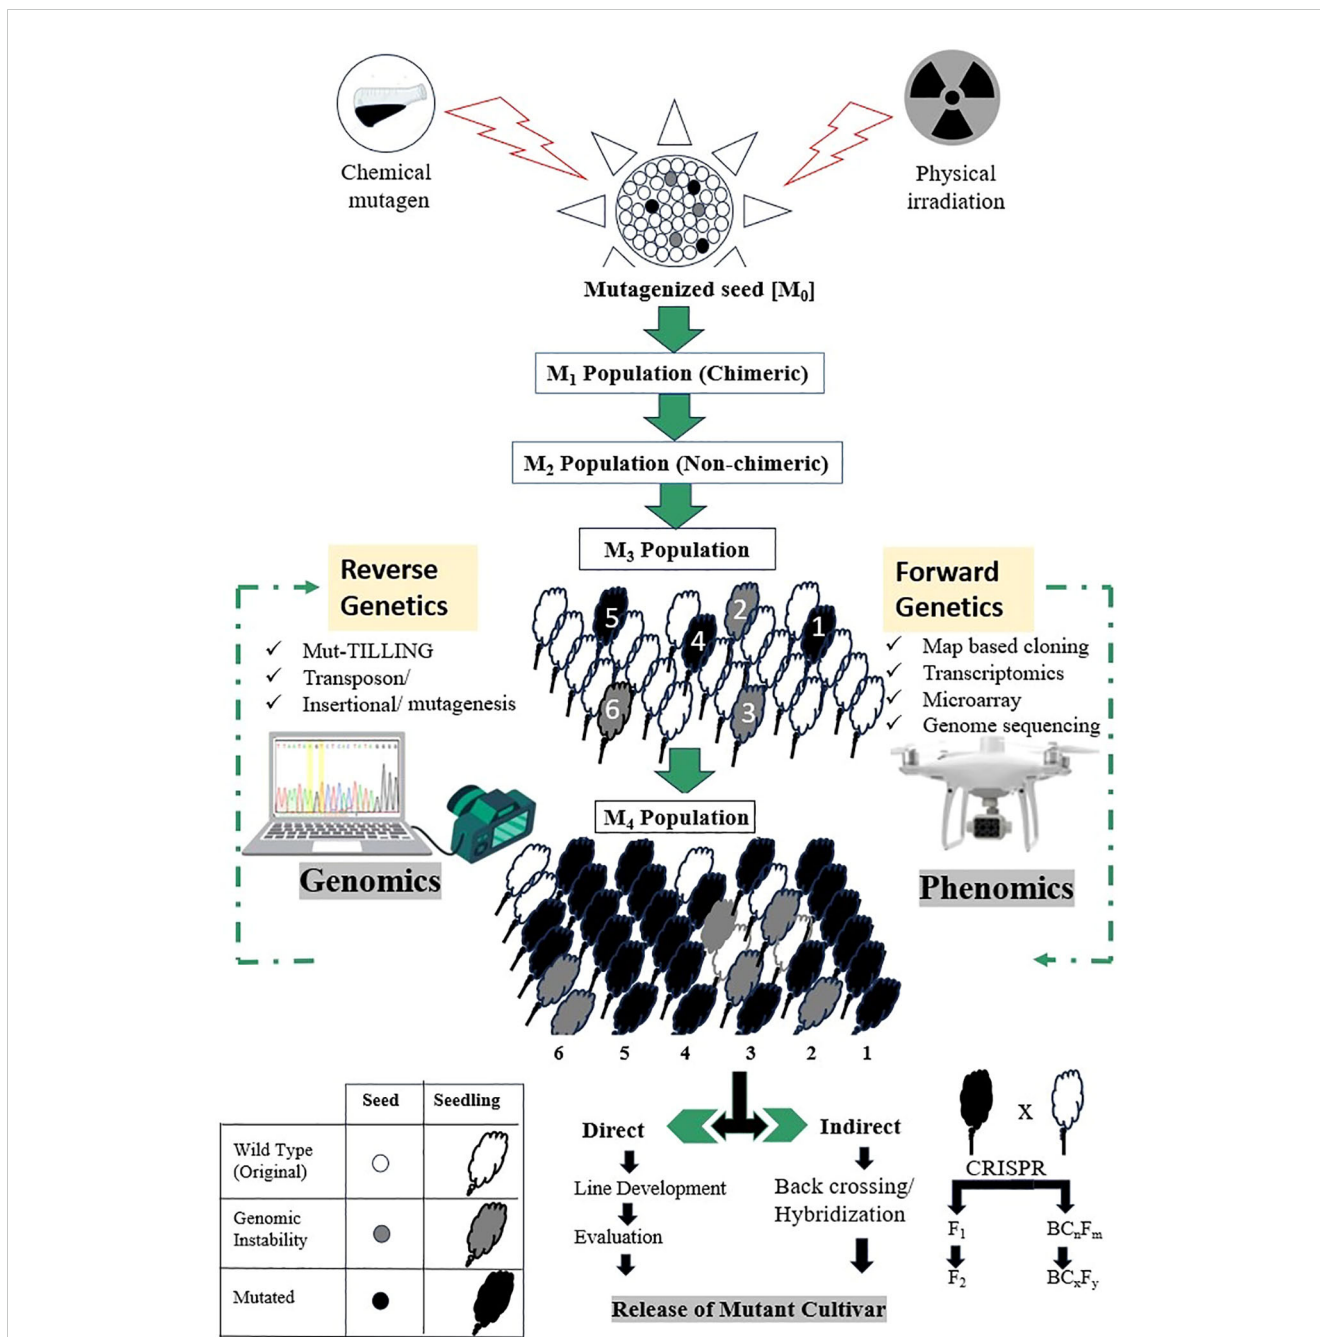 Chemical
mutagen
Physical
irradiation
Mutagenized seed [M₀]
M₁ Population (Chimeric)
M₂ Population (Non-chimeric)
M₃ Population
Reverse
Genetics
✓ Mut-TILLING
✓ Transposon/
✓ Insertional/ mutagenesis
Forward
Genetics
✓ Map based cloning
✓ Transcriptomics
✓ Microarray
✓ Genome sequencing
5 4 2 1
6 3
Genomics
Phenomics
M₄ Population
6 5 4 3 2 1
Seed Seedling
Wild Type
(Original)
Genomic
Instability
Mutated
Direct
Line Development
Evaluation
Indirect
Back crossing/
Hybridization
Release of Mutant Cultivar
X
CRISPR
F₁ BCₙFₘ
F₂ BCₓFᵧ